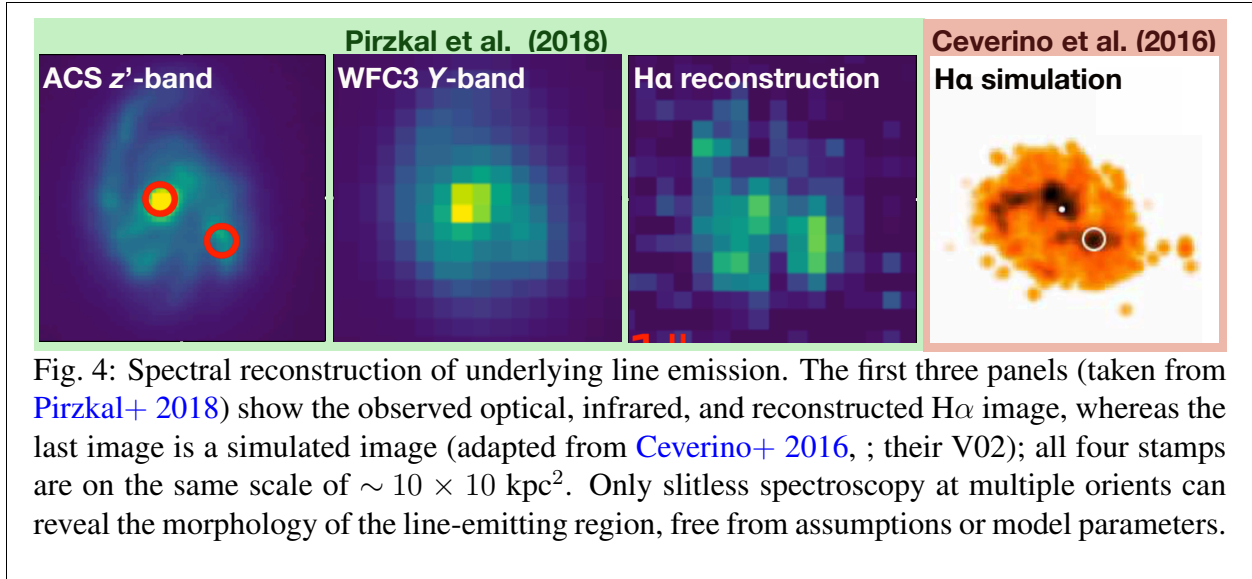 Pirzkal et al. (2018)
Ceverino et al. (2016)
ACS z'-band
WFC3 Y-band
Hα reconstruction
Hα simulation
Fig. 4: Spectral reconstruction of underlying line emission. The first three panels (taken from
Pirzkal+ 2018) show the observed optical, infrared, and reconstructed Hα image, whereas the
last image is a simulated image (adapted from Ceverino+ 2016, ; their V02); all four stamps
are on the same scale of ∼ 10 × 10 kpc². Only slitless spectroscopy at multiple orients can
reveal the morphology of the line-emitting region, free from assumptions or model parameters.